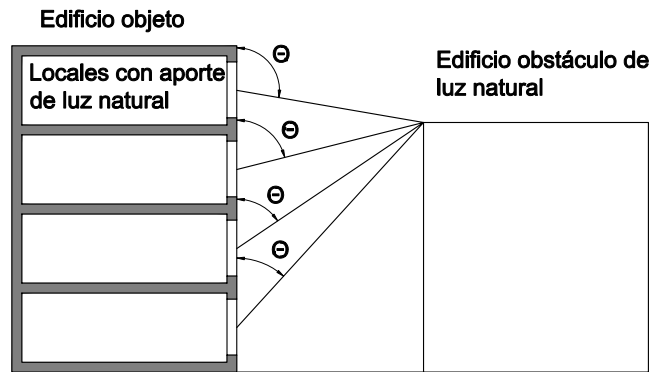 Edificio objeto
Locales con aporte
de luz natural
Edificio obstáculo de
luz natural
Θ
Θ
Θ
Θ